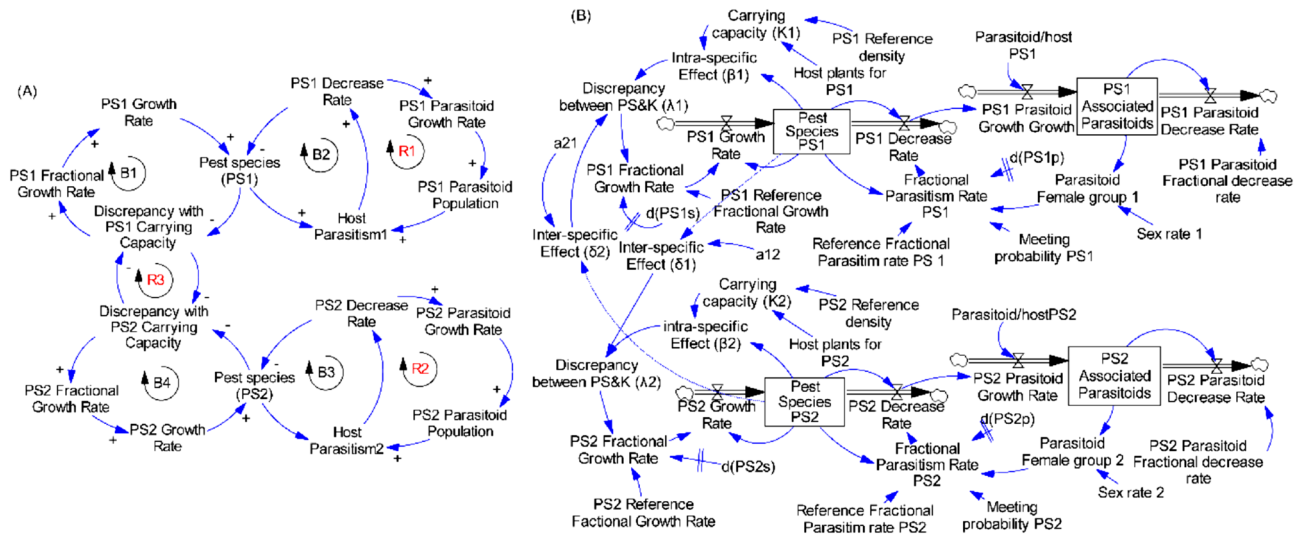 (A)
PS1 Growth
Rate
PS1 Decrease
Rate
PS1 Parasitoid
Growth Rate
+
+
+
+
+
-
-
B1
B2
R1
PS1 Fractional
Growth Rate
Pest species
(PS1)
PS1 Parasitoid
Population
+
+
+
-
Discrepancy with
PS1 Carrying
Capacity
Host
Parasitism1
-
R3
-
Discrepancy with
PS2 Carrying
Capacity
PS2 Decrease
Rate
PS2 Parasitoid
Growth Rate
+
+
+
-
-
B4
B3
R2
PS2 Fractional
Growth Rate
Pest species
(PS2)
PS2 Parasitoid
Population
+
+
+
+
+
PS2 Growth
Rate
Host
Parasitism2
(B)
Carrying
capacity (K1)
PS1 Reference
density
Intra-specific
Effect (β1)
Host plants for
PS1
Discrepancy
between PS&K (λ1)
Parasitoid/host
PS1
PS1 Growth
Rate
Pest
Species
PS1
PS1 Decrease
Rate
PS1 Prasitoid
Growth Growth
PS1
Associated
Parasitoids
PS1 Parasitoid
Decrease Rate
a21
PS1 Fractional
Growth Rate
PS1 Reference
Fractional Growth
Rate
d(PS1s)
Fractional
Parasitism Rate
PS1
d(PS1p)
Parasitoid
Female group 1
PS1 Parasitoid
Fractional decrease
rate
Inter-specific
Effect (δ2)
Inter-specific
Effect (δ1)
a12
Reference Fractional
Parasitim rate PS 1
Meeting
probability PS1
Sex rate 1
Carrying
capacity (K2)
PS2 Reference
density
intra-specific
Effect (β2)
Host plants for
PS2
Discrepancy
between PS&K (λ2)
Parasitoid/hostPS2
PS2 Growth
Rate
Pest
Species
PS2
PS2 Decrease
Rate
PS2 Prasitoid
Growth Rate
PS2
Associated
Parasitoids
PS2 Parasitoid
Decrease Rate
PS2 Fractional
Growth Rate
d(PS2s)
Fractional
Parasitism Rate
PS2
d(PS2p)
Parasitoid
Female group 2
PS2 Parasitoid
Fractional decrease
rate
PS2 Reference
Factional Growth
Rate
Reference Fractional
Parasitim rate PS2
Meeting
probability PS2
Sex rate 2